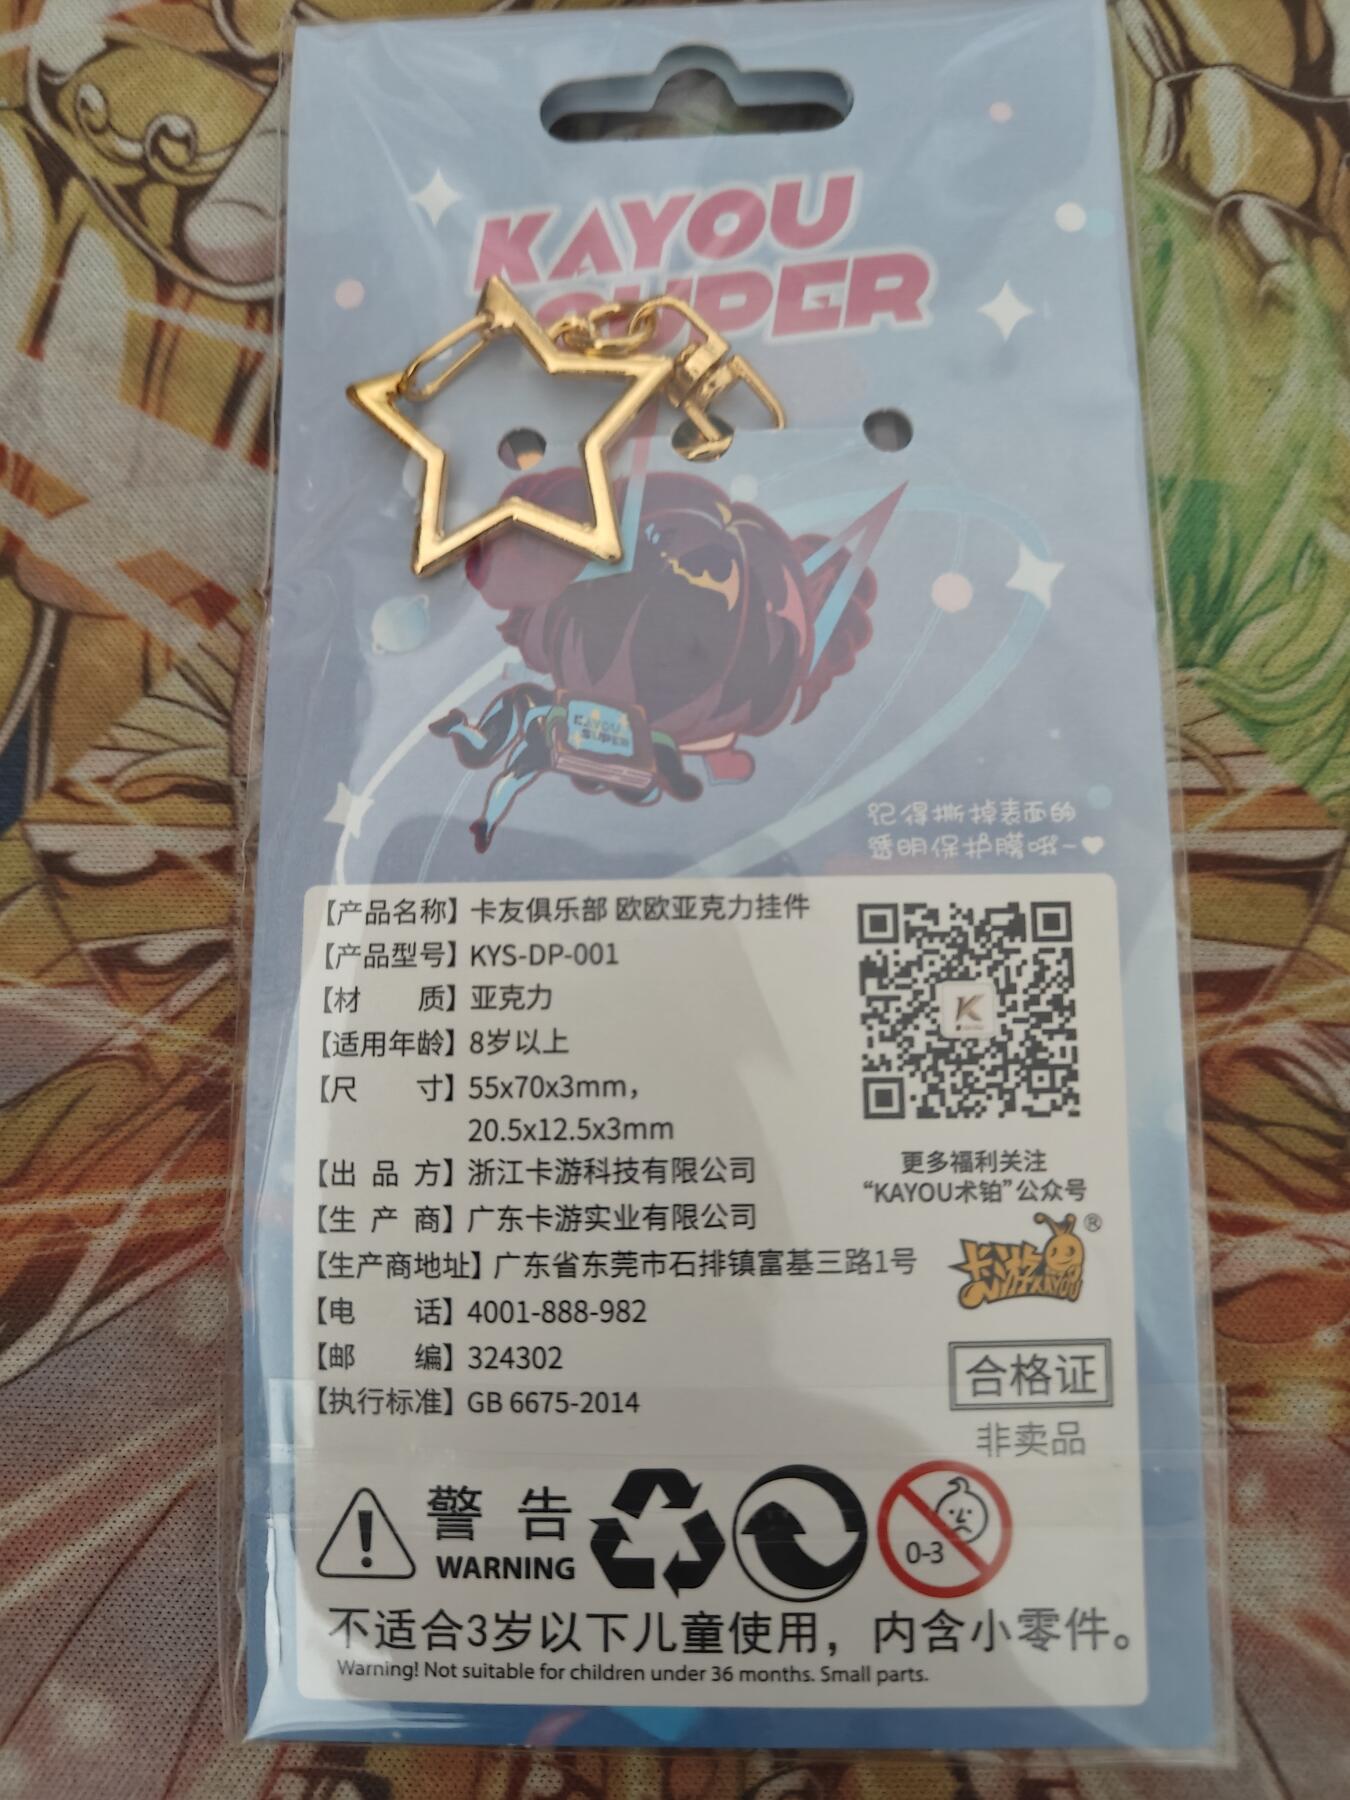 KAYOU
SUPER
KAYOU
SUPER
记得撕掉表面的
透明保护膜哦~
【产品名称】卡友俱乐部 欧欧亚克力挂件
【产品型号】KYS-DP-001
【材 质】亚克力
【适用年龄】8岁以上
【尺 寸】55x70x3mm，
20.5x12.5x3mm
【出 品 方】浙江卡游科技有限公司
【生 产 商】广东卡游实业有限公司
【生产商地址】广东省东莞市石排镇富基三路1号
【电 话】4001-888-982
【邮 编】324302
【执行标准】GB 6675-2014
K
更多福利关注
“KAYOU术铂”公众号
卡游KAYOU®
合格证
非卖品
警 告
WARNING
0-3
不适合3岁以下儿童使用，内含小零件。
Warning! Not suitable for children under 36 months. Small parts.